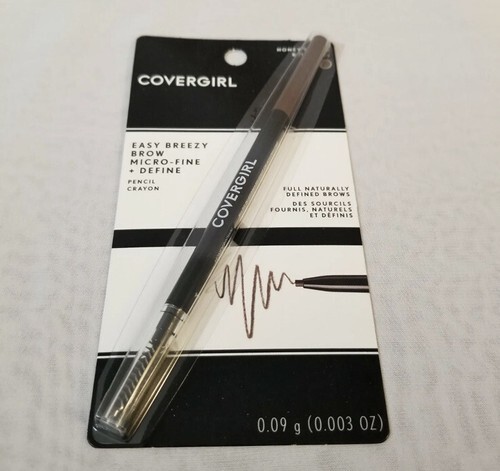 HONEY
COVERGIRL
EASY BREEZY
BROW
MICRO-FINE
+ DEFINE
PENCIL
CRAYON
COVERGIRL
FULL NATURALLY
DEFINED BROWS
DES SOURCILS
FOURNIS, NATURELS
ET DÉFINIS
0.09 g (0.003 OZ)